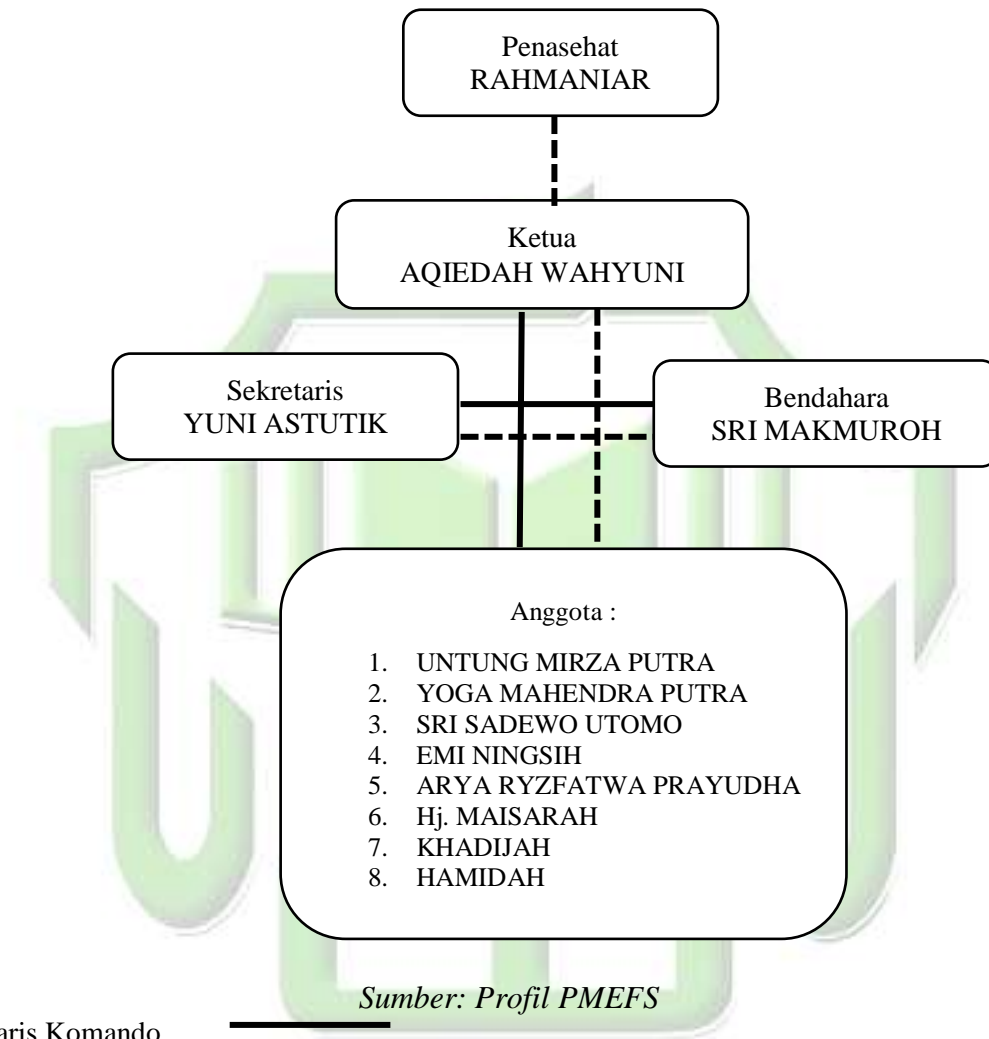 Penasehat
RAHMANIAR
Ketua
AQIEDAH WAHYUNI
Sekretaris
YUNI ASTUTIK
Bendahara
SRI MAKMUROH
Anggota :
1. UNTUNG MIRZA PUTRA
2. YOGA MAHENDRA PUTRA
3. SRI SADEWO UTOMO
4. EMI NINGSIH
5. ARYA RYZFATWA PRAYUDHA
6. Hj. MAISARAH
7. KHADIJAH
8. HAMIDAH
Sumber: Profil PMEFS
aris Komando